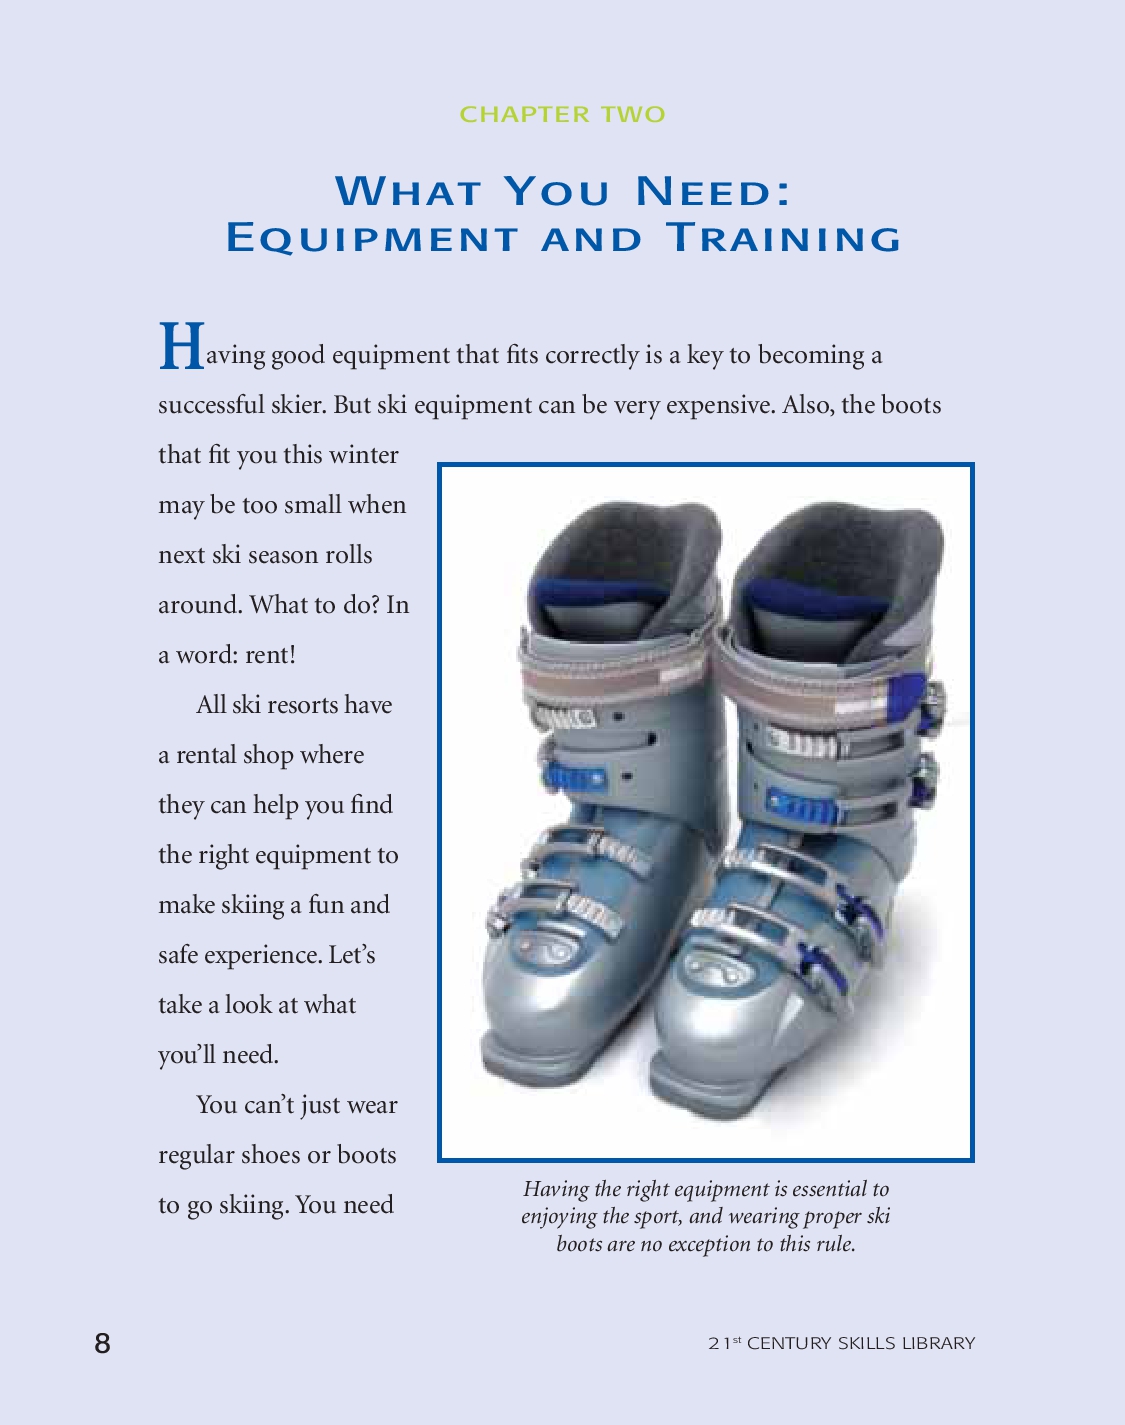 CHAPTER TWO
WHAT YOU NEED:
EQUIPMENT AND TRAINING
Having good equipment that fits correctly is a key to becoming a
successful skier. But ski equipment can be very expensive. Also, the boots
that fit you this winter
may be too small when
next ski season rolls
around. What to do? In
a word: rent!
All ski resorts have
a rental shop where
they can help you find
the right equipment to
make skiing a fun and
safe experience. Let’s
take a look at what
you’ll need.
You can’t just wear
regular shoes or boots
to go skiing. You need
Having the right equipment is essential to
enjoying the sport, and wearing proper ski
boots are no exception to this rule.
8
21st CENTURY SKILLS LIBRARY